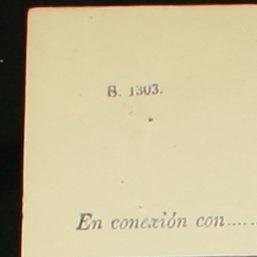 S. 1303.
En conexión con.....